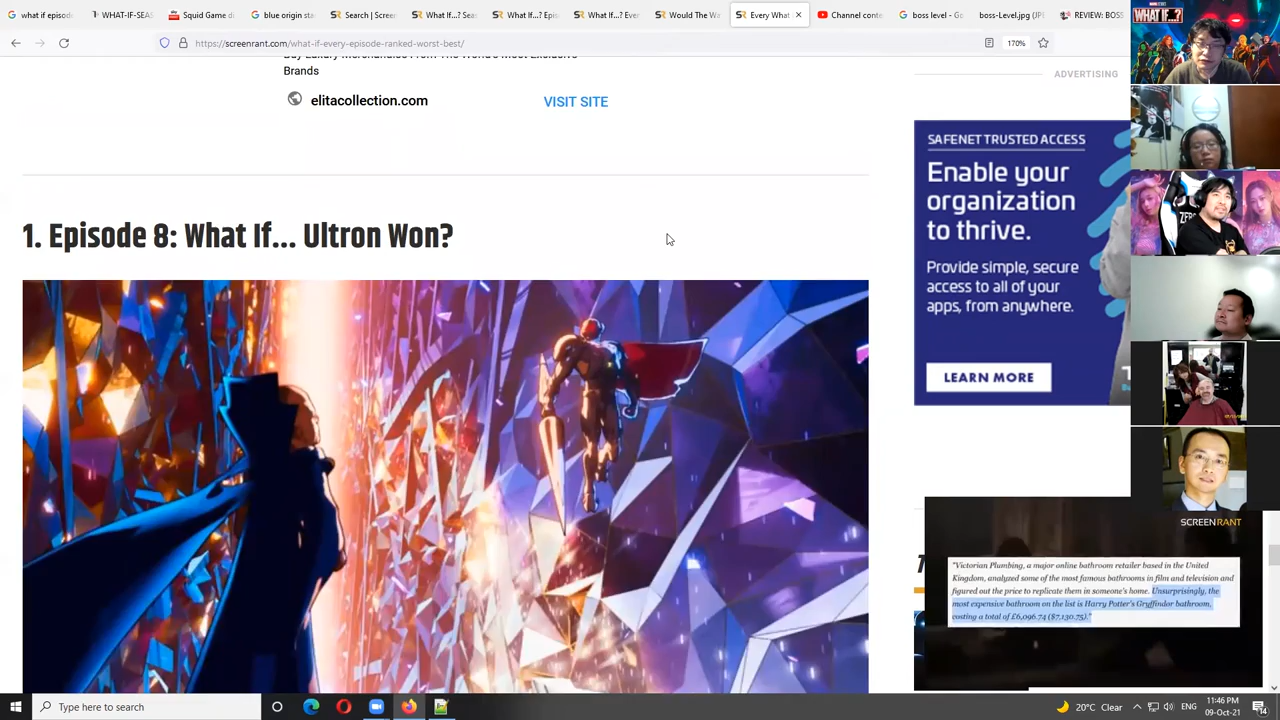 what if episode
WHAT-IF-SEAS
Squid Game di
blue origin sta
Search | Screen
What If...? Epis
What If...? Epi
Would Thi
Every What
Channel conte
boss level - G
boss-Level.jpg (JP
REVIEW: BOSS
https://screenrant.com/what-if-every-episode-ranked-worst-best/
170%
WHAT IF...?
Brands
elitacollection.com
VISIT SITE
ADVERTISING
SAFENET TRUSTED ACCESS
Enable your
organization
to thrive.
Provide simple, secure
access to all of your
apps, from anywhere.
LEARN MORE
1. Episode 8: What If... Ultron Won?
SCREENRANT
"Victorian Plumbing, a major online bathroom retailer based in the United
Kingdom, analyzed some of the most famous bathrooms in film and television and
figured out the price to replicate them in someone's home. Unsurprisingly, the
most expensive bathroom on the list is Harry Potter's Gryffindor bathroom,
costing a total of £6,096.74 ($7,130.75)."
Type here to search
20°C Clear
ENG
11:46 PM
09-Oct-21
14